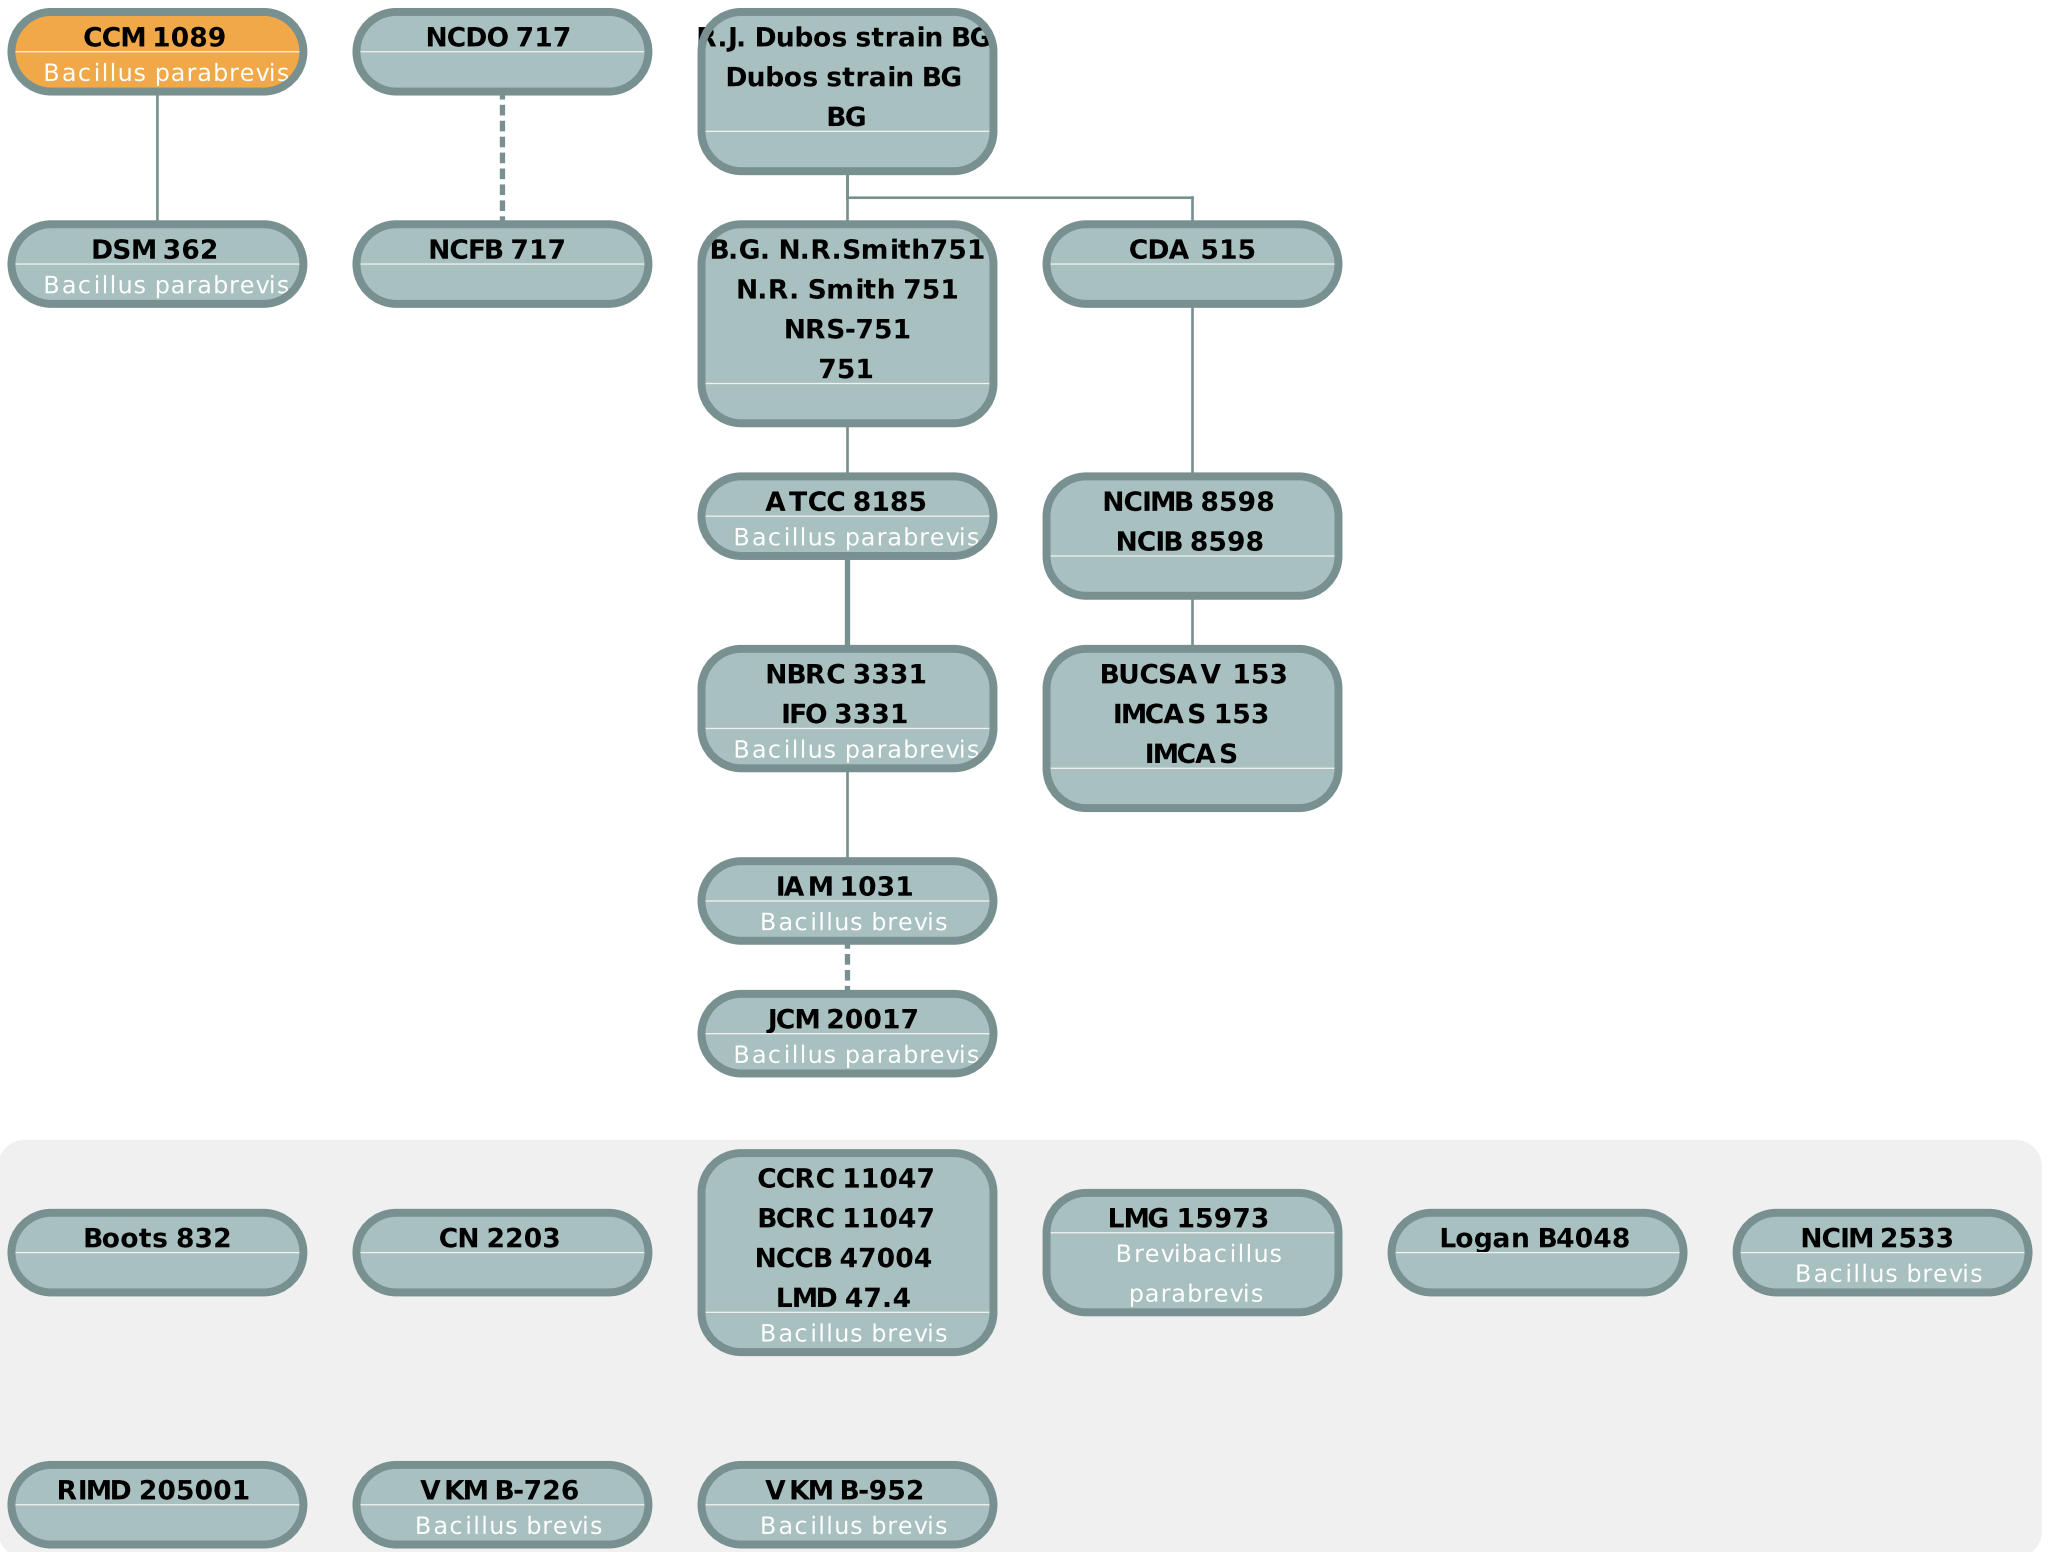 CCM 1089
Bacillus parabrevis
NCDO 717
R.J. Dubos strain BG
Dubos strain BG
BG
DSM 362
Bacillus parabrevis
NCFB 717
B.G. N.R.Smith751
N.R. Smith 751
NRS-751
751
CDA 515
ATCC 8185
Bacillus parabrevis
NCIMB 8598
NCIB 8598
NBRC 3331
IFO 3331
Bacillus parabrevis
BUCSAV 153
IMCAS 153
IMCAS
IAM 1031
Bacillus brevis
JCM 20017
Bacillus parabrevis
Boots 832
CN 2203
CCRC 11047
BCRC 11047
NCCB 47004
LMD 47.4
Bacillus brevis
LMG 15973
Brevibacillus
parabrevis
Logan B4048
NCIM 2533
Bacillus brevis
RIMD 205001
VKM B-726
Bacillus brevis
VKM B-952
Bacillus brevis